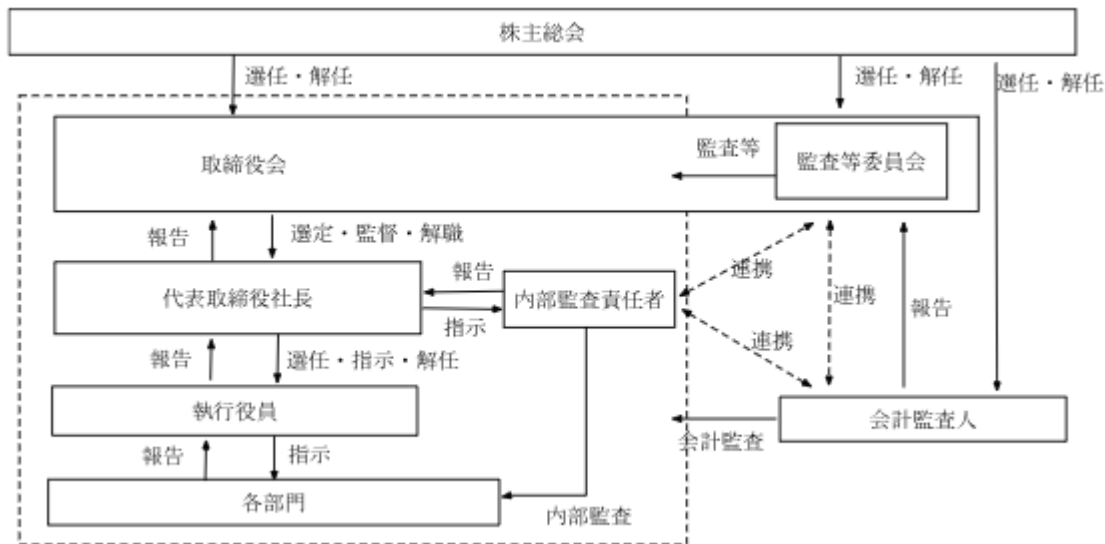 株主総会
選任・解任
選任・解任
選任・解任
取締役会
監査等
監査等委員会
報告
選定・監督・解職
連携
代表取締役社長
報告
指示
内部監査責任者
連携
報告
連携
報告
選任・指示・解任
執行役員
会計監査人
会計監査
報告
指示
各部門
内部監査